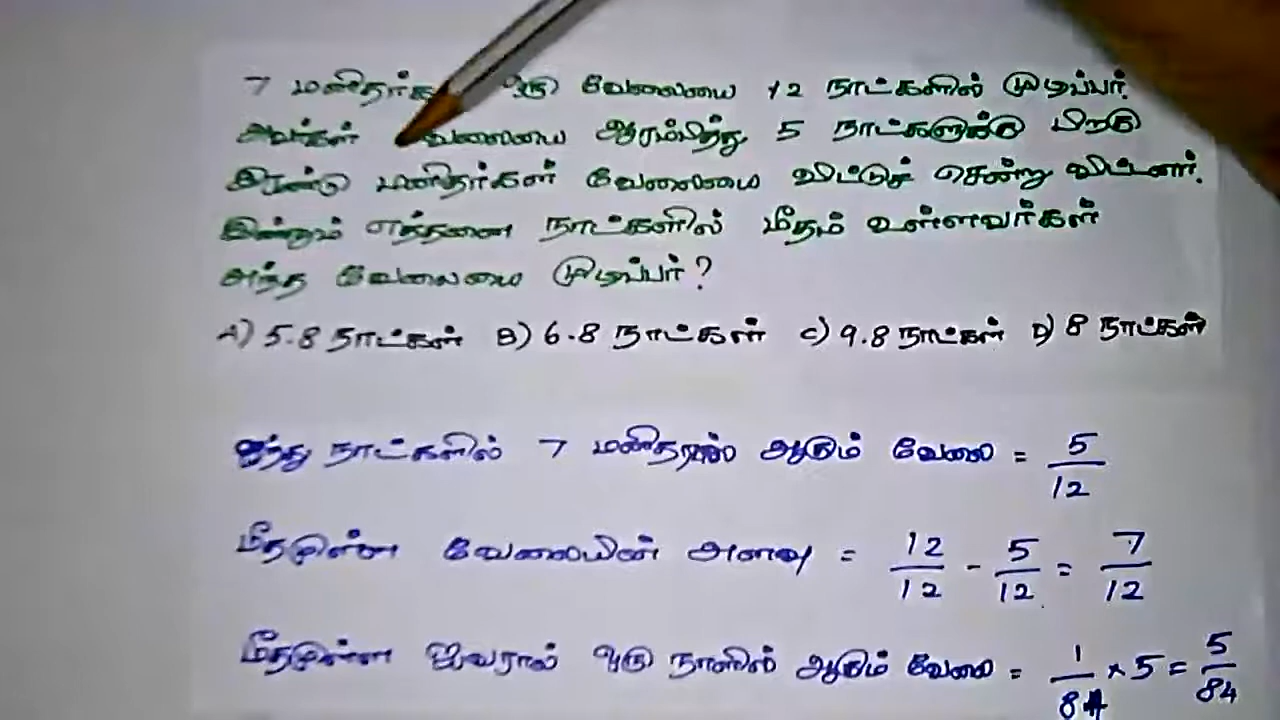 7 மனிதர்க ஒரு வேலையை 12 நாட்களில் முடிப்பர்.
அவர்கள் வேலையை ஆரம்பித்து 5 நாட்களுக்கு பிறகு
இரண்டு மனிதர்கள் வேலையை விட்டுச் சென்று விட்டனர்.
இன்னும் எத்தனை நாட்களில் மீதம் உள்ளவர்கள்
அந்த வேலையை முடிப்பர்?
A) 5.8 நாட்கள் B) 6.8 நாட்கள் C) 9.8 நாட்கள் D) 8 நாட்கள்
ஐந்து நாட்களில் 7 ஆகும் வேலை = 5/12
மீதமுள்ள வேலையின் அளவு = 12/12 - 5/12 = 7/12
மீதமுள்ள ஐவரால் ஒரு நாளில் ஆகும் வேலை = 1/84 × 5 = 5/84